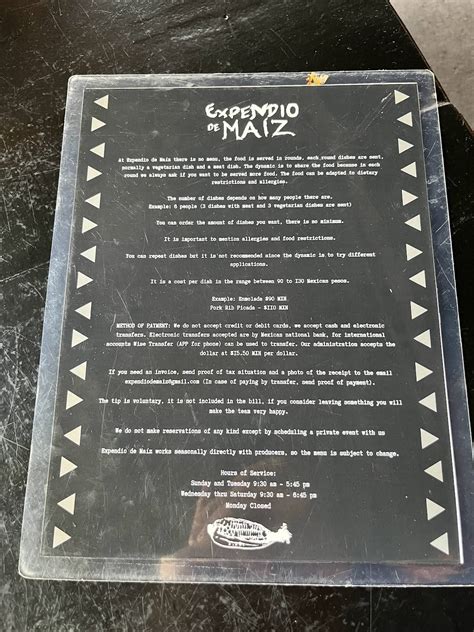 EXPENDIO
DE MAÍZ
At Expendio de Maíz there is no menu, the food is served in rounds, each round dishes are sent,
normally a vegetarian dish and a meat dish. The dynamic is to share the food because in each
round we always ask if you want to be served more food. The food can be adapted to dietary
restrictions and allergies.
The number of dishes depends on how many people there are.
Example: 6 people (3 dishes with meat and 3 vegetarian dishes are sent)
You can order the amount of dishes you want, there is no minimum.
It is important to mention allergies and food restrictions.
You can repeat dishes but it is not recommended since the dynamic is to try different
applications.
It is a cost per dish in the range between 90 to 130 Mexican pesos.
Example: Enmolada $90 MXN
Pork Rib Picada - $110 MXN
METHOD OF PAYMENT: We do not accept credit or debit cards, we accept cash and electronic
transfers. Electronic transfers accepted are by Mexican national bank, for international
accounts Wise Transfer (APP for phone) can be used to transfer. Our administration accepts the
dollar at $15.50 MXN per dollar.
If you need an invoice, send proof of tax situation and a photo of the receipt to the email
expendiodemaiz@gmail.com (In case of paying by transfer, send proof of payment).
The tip is voluntary, it is not included in the bill, if you consider leaving something you will
make the team very happy.
We do not make reservations of any kind except by scheduling a private event with us
Expendio de Maíz works seasonally directly with producers, so the menu is subject to change.
Hours of Service:
Sunday and Tuesday 9:30 am - 5:45 pm
Wednesday thru Saturday 9:30 am - 6:45 pm
Monday Closed